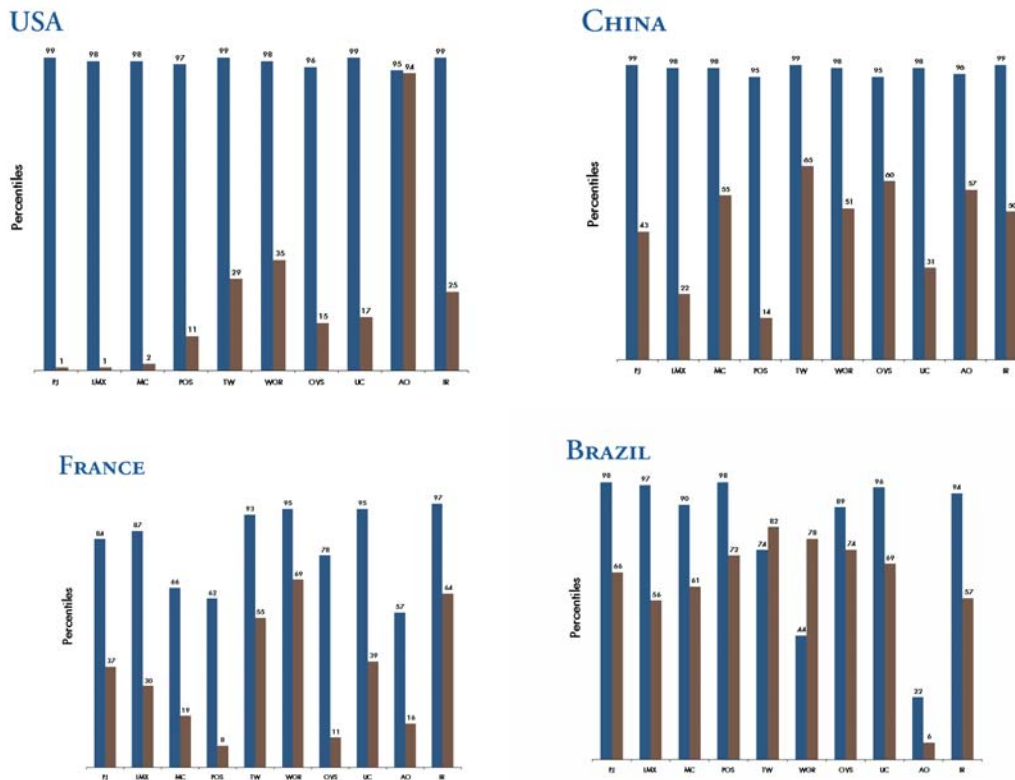 USA
99 98 98 97 99 98 96 99 95 94 99
1 1 2 11 29 35 15 17 25
Percentiles
PJ LMX MC POS TW WOR OVS UC AO IR
CHINA
99 98 98 95 99 98 95 98 96 99
43 22 55 14 65 51 60 31 57 50
Percentiles
PJ LMX MC POS TW WOR OVS UC AO IR
FRANCE
84 87 66 62 93 95 78 95 57 97
37 30 19 8 55 69 11 39 16 64
Percentiles
PJ LMX MC POS TW WOR OVS UC AO IR
BRAZIL
98 97 90 98 74 44 89 96 22 94
66 56 61 72 82 78 74 69 6 57
Percentiles
PJ LMX MC POS TW WOR OVS UC AO IR